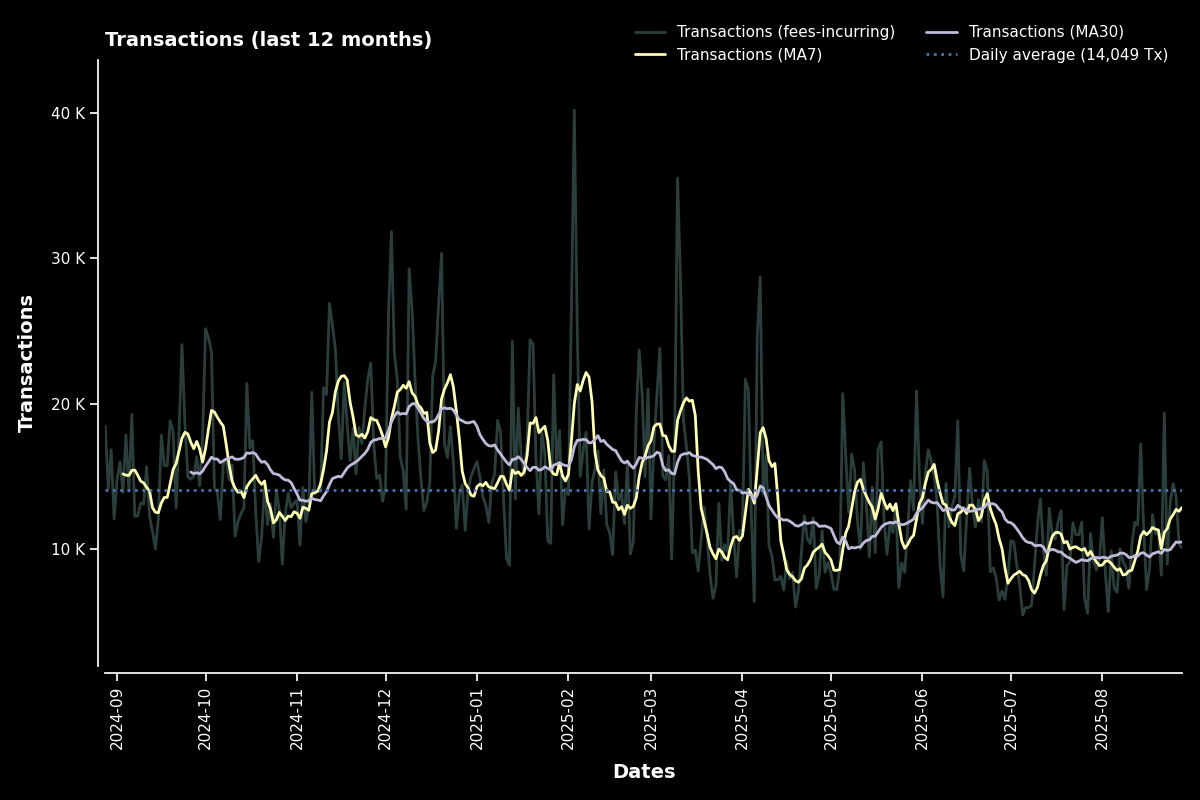 Transactions (last 12 months)
Transactions (fees-incurring)
Transactions (MA7)
Transactions (MA30)
Daily average (14,049 Tx)
Transactions
40 K
30 K
20 K
10 K
2024-09
2024-10
2024-11
2024-12
2025-01
2025-02
2025-03
2025-04
2025-05
2025-06
2025-07
2025-08
Dates